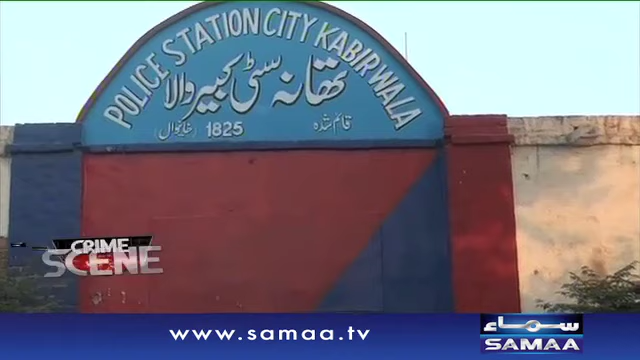 POLICE STATION CITY KABIRWALA
تھانہ سٹی کبیروالا
قائم شدہ 1825 (خانیوال)
CRIME
SCENE
www.samaa.tv
سماء
SAMAA